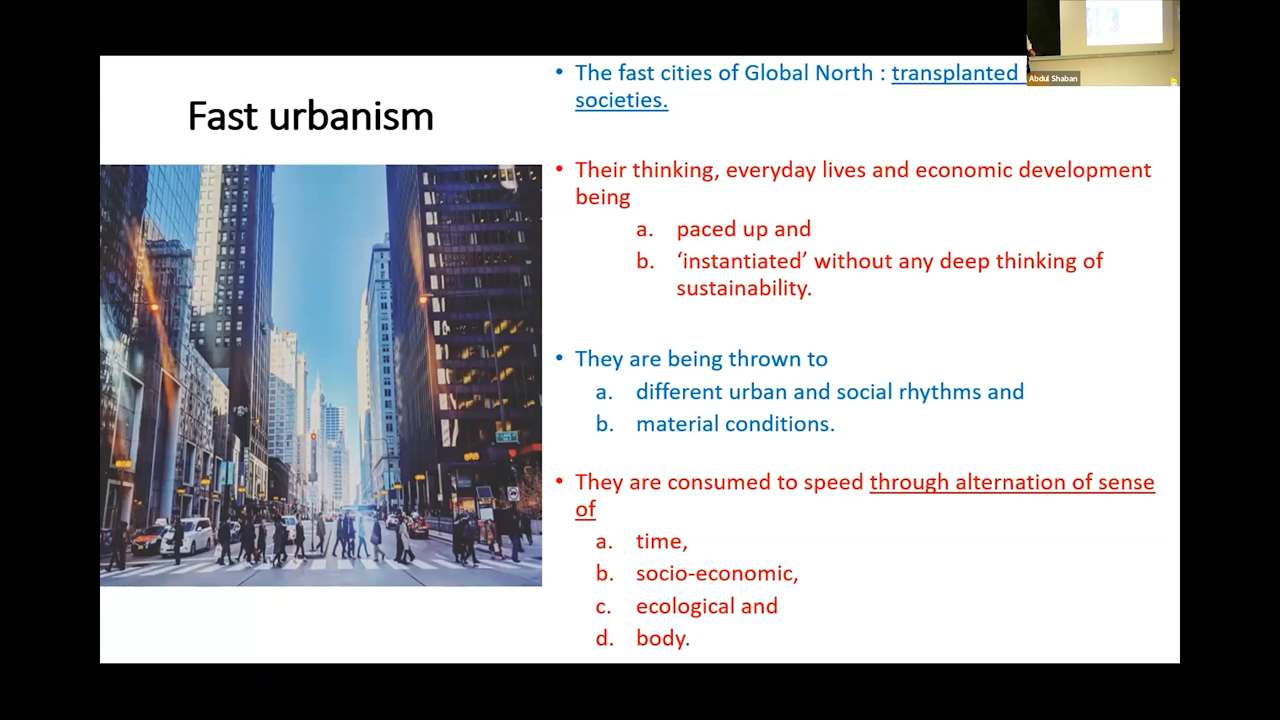 Fast urbanism
• The fast cities of Global North : transplanted
societies.
• Their thinking, everyday lives and economic development
being
a. paced up and
b. ‘instantiated’ without any deep thinking of
sustainability.
• They are being thrown to
a. different urban and social rhythms and
b. material conditions.
• They are consumed to speed through alternation of sense
of
a. time,
b. socio-economic,
c. ecological and
d. body.
Abdul Shaban